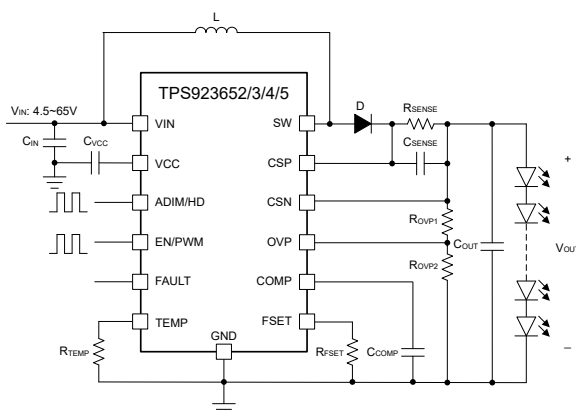 L
TPS923652/3/4/5
VIN: 4.5~65V
CIN
CVCC
VIN
VCC
ADIM/HD
EN/PWM
FAULT
TEMP
GND
SW
CSP
CSN
OVP
COMP
FSET
D
RSENSE
CSENSE
ROVP1
ROVP2
COUT
+
VOUT
–
RTEMP
RFSET
CCOMP